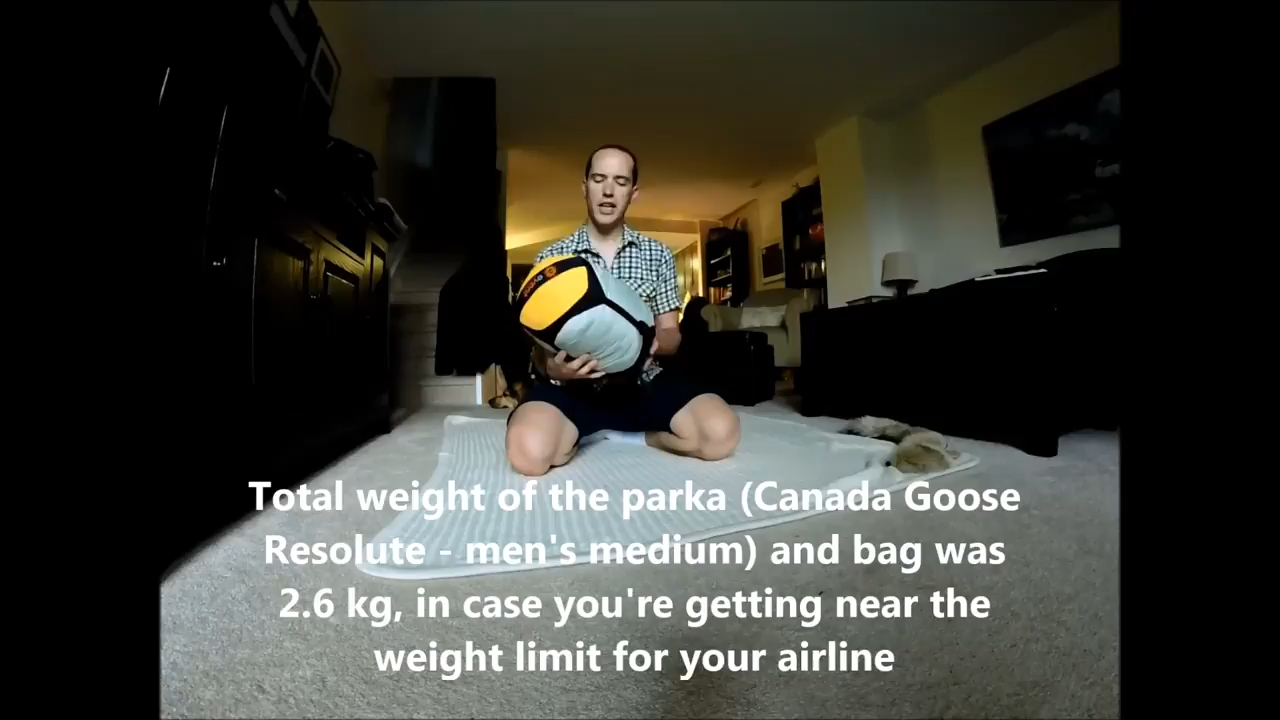 Total weight of the parka (Canada Goose
Resolute - men's medium) and bag was
2.6 kg, in case you're getting near the
weight limit for your airline